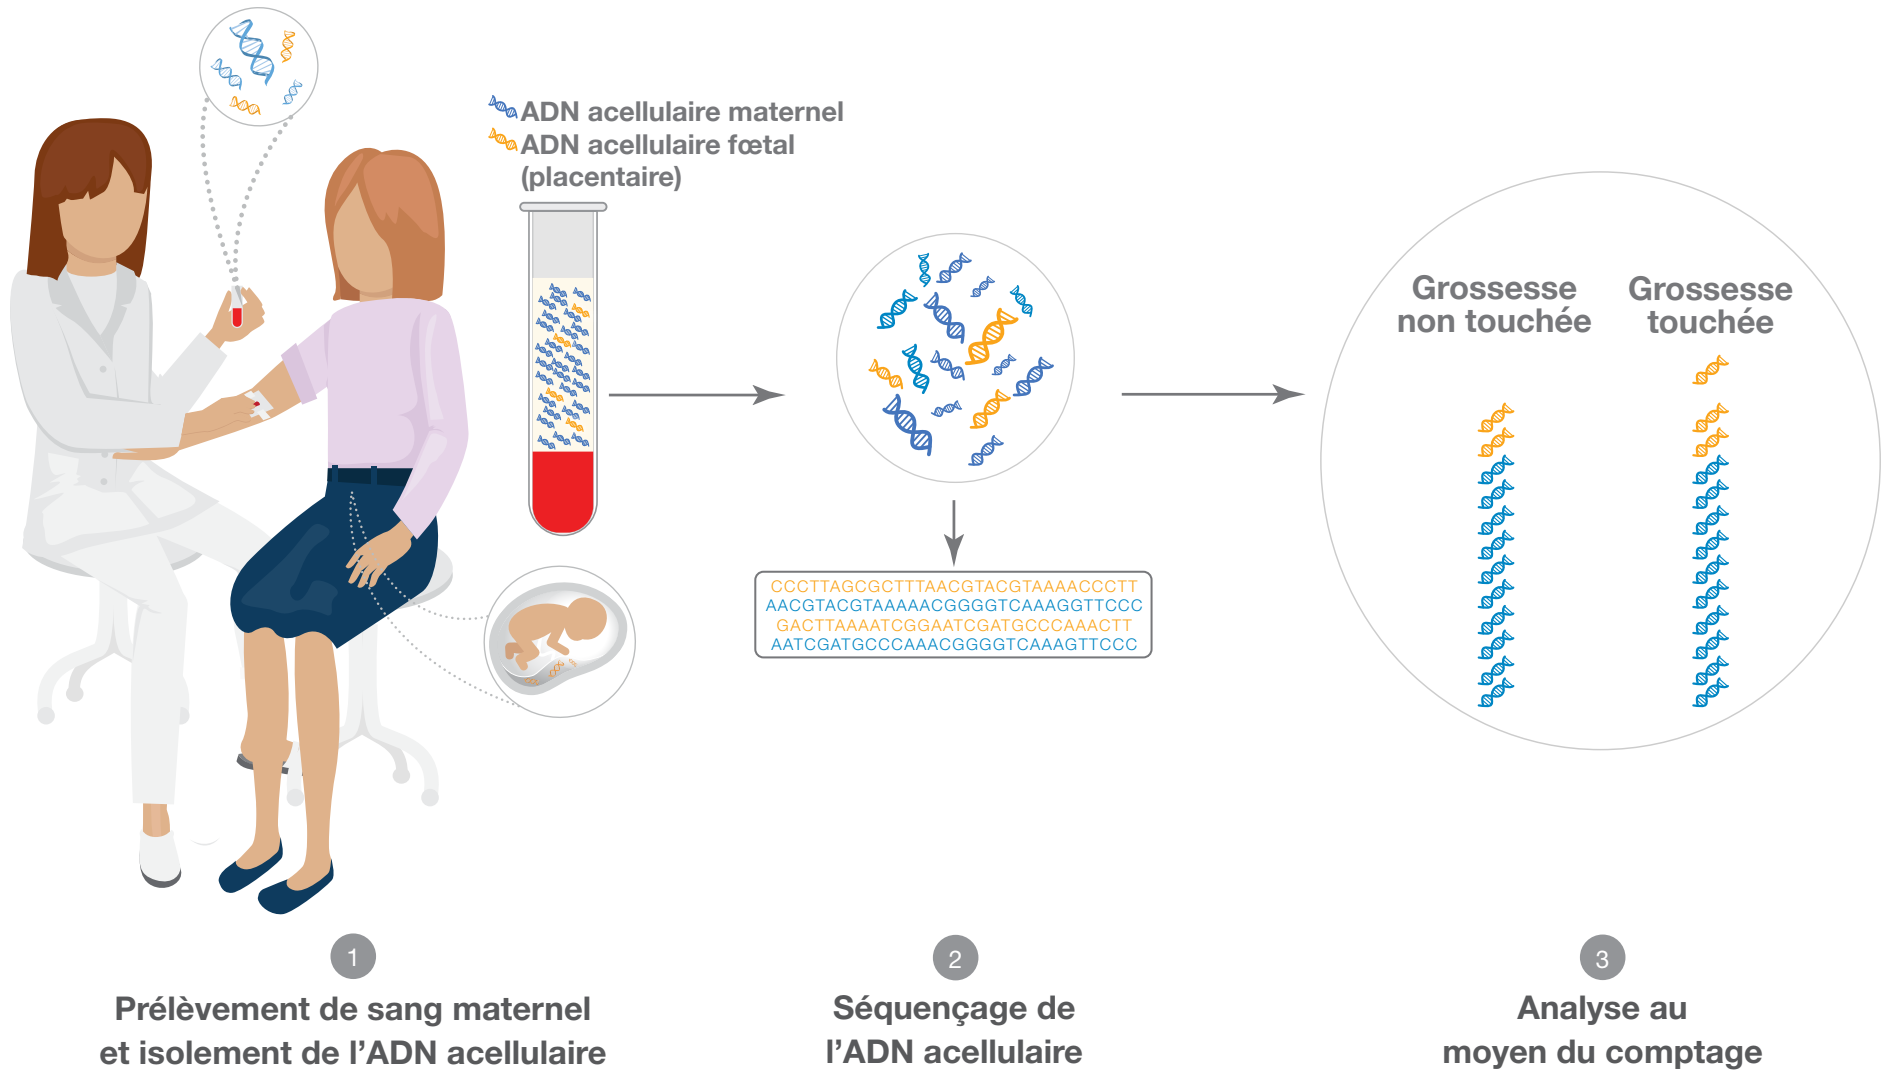 ADN acellulaire maternel
ADN acellulaire fœtal
(placentaire)
CCCTTAGCGCTTTAACGTACGTAAAACCCTT
AACGTACGTAAAAACGGGGTCAAAGGTTCCC
GACTTAAAATCGGAATCGATGCCCAAACTT
AATCGATGCCCAAACGGGGTCAAAGTTCCC
Grossesse
non touchée
Grossesse
touchée
1
Prélèvement de sang maternel
et isolement de l’ADN acellulaire
2
Séquençage de
l’ADN acellulaire
3
Analyse au
moyen du comptage